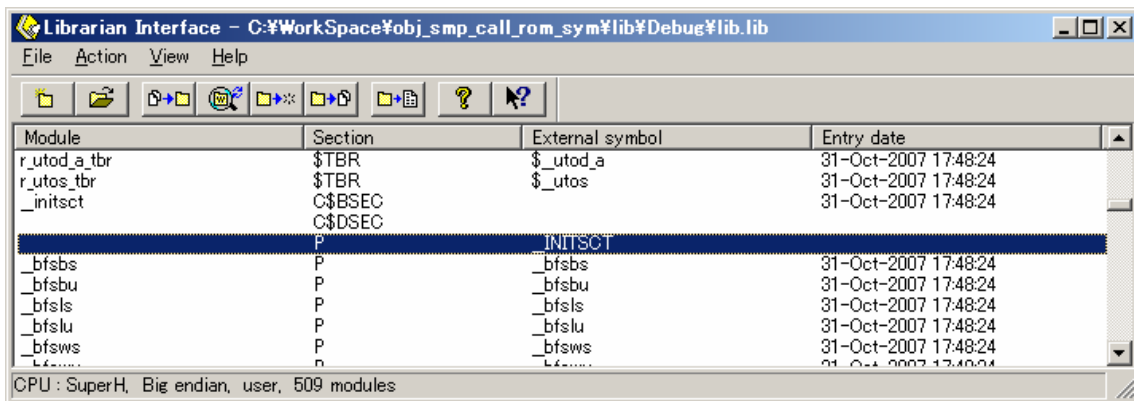 Librarian Interface - C:¥WorkSpace¥obj_smp_call_rom_sym¥lib¥Debug¥lib.lib
File Action View Help
Module Section External symbol Entry date
r_utod_a_tbr $TBR $_utod_a 31-Oct-2007 17:48:24
r_utos_tbr $TBR $_utos 31-Oct-2007 17:48:24
_initsct C$BSEC 31-Oct-2007 17:48:24
C$DSEC
P _INITSCT
_bfsbs P _bfsbs 31-Oct-2007 17:48:24
_bfsbu P _bfsbu 31-Oct-2007 17:48:24
_bfsls P _bfsls 31-Oct-2007 17:48:24
_bfslu P _bfslu 31-Oct-2007 17:48:24
_bfsws P _bfsws 31-Oct-2007 17:48:24
CPU : SuperH, Big endian, user, 509 modules